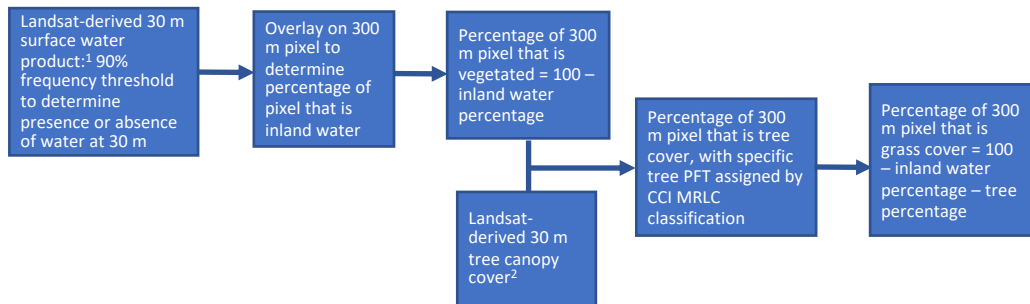 Landsat-derived 30 m
surface water
product:¹ 90%
frequency threshold
to determine
presence or absence
of water at 30 m
Overlay on 300
m pixel to
determine
percentage of
pixel that is
inland water
Percentage of 300
m pixel that is
vegetated = 100 –
inland water
percentage
Landsat-
derived 30 m
tree canopy
cover²
Percentage of 300
m pixel that is tree
cover, with specific
tree PFT assigned by
CCI MRLC
classification
Percentage of 300
m pixel that is
grass cover = 100
– inland water
percentage – tree
percentage